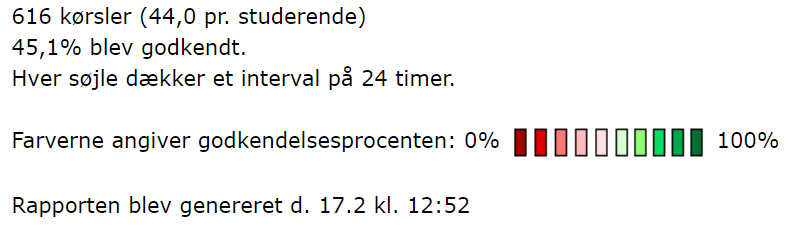 616 kørsler (44,0 pr. studerende)
45,1% blev godkendt.
Hver søjle dækker et interval på 24 timer.
Farverne angiver godkendelsesprocenten: 0% 100%
Rapporten blev genereret d. 17.2 kl. 12:52